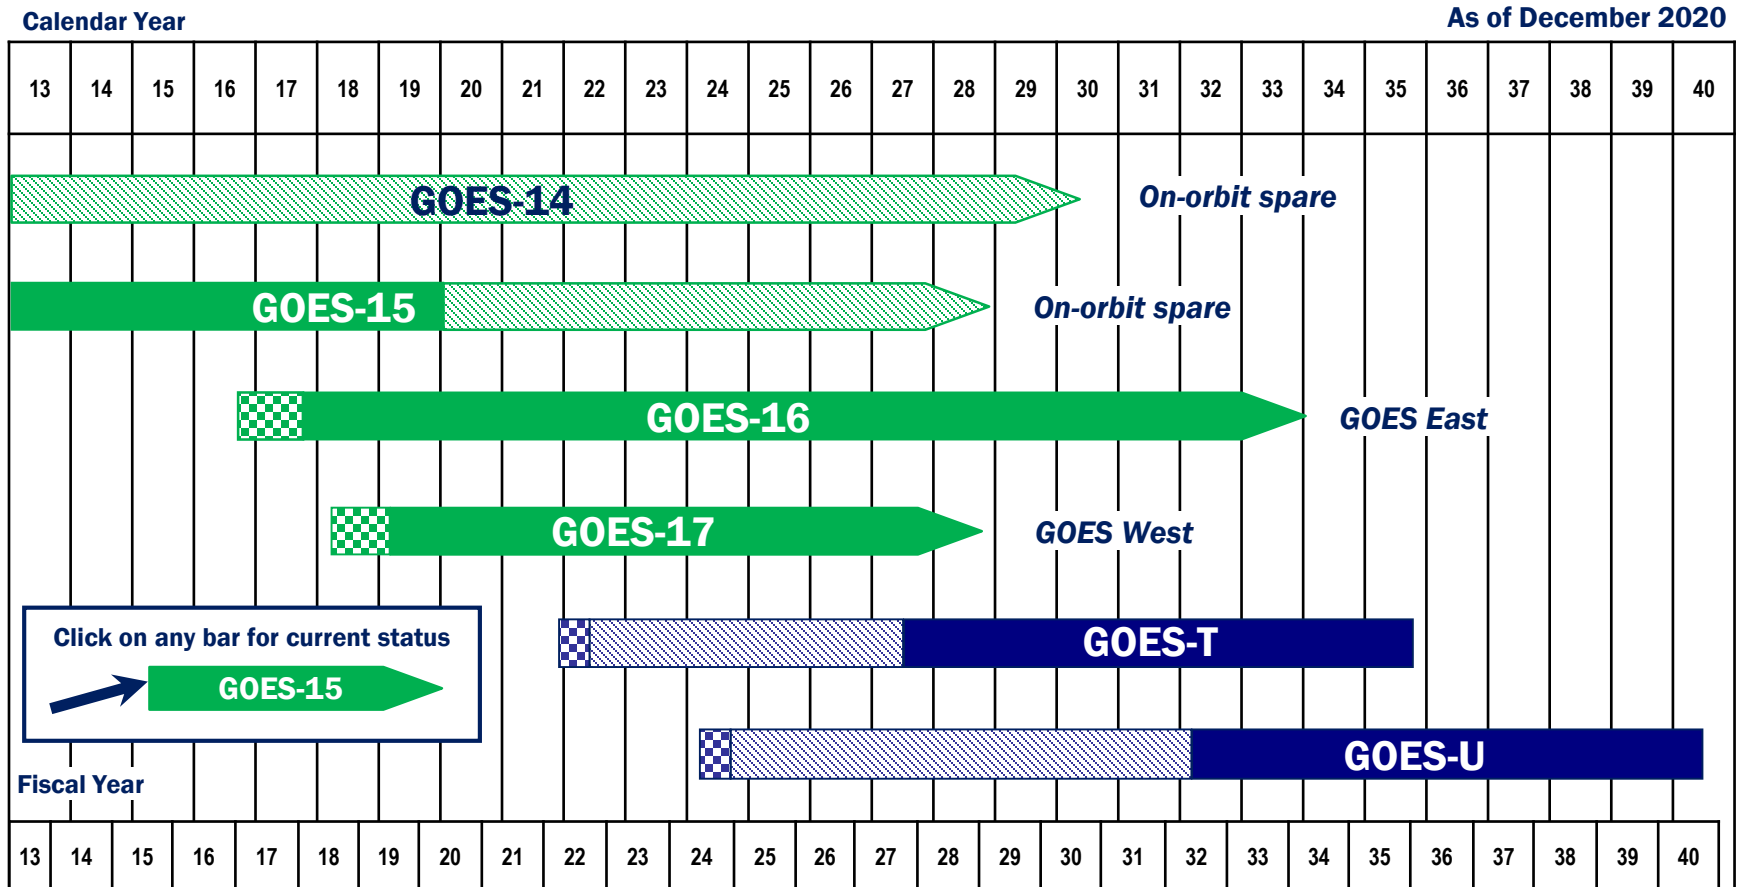 Calendar Year
As of December 2020
13 14 15 16 17 18 19 20 21 22 23 24 25 26 27 28 29 30 31 32 33 34 35 36 37 38 39 40
GOES-14
On-orbit spare
GOES-15
On-orbit spare
GOES-16
GOES East
GOES-17
GOES West
GOES-T
Click on any bar for current status
GOES-15
GOES-U
Fiscal Year
13 14 15 16 17 18 19 20 21 22 23 24 25 26 27 28 29 30 31 32 33 34 35 36 37 38 39 40